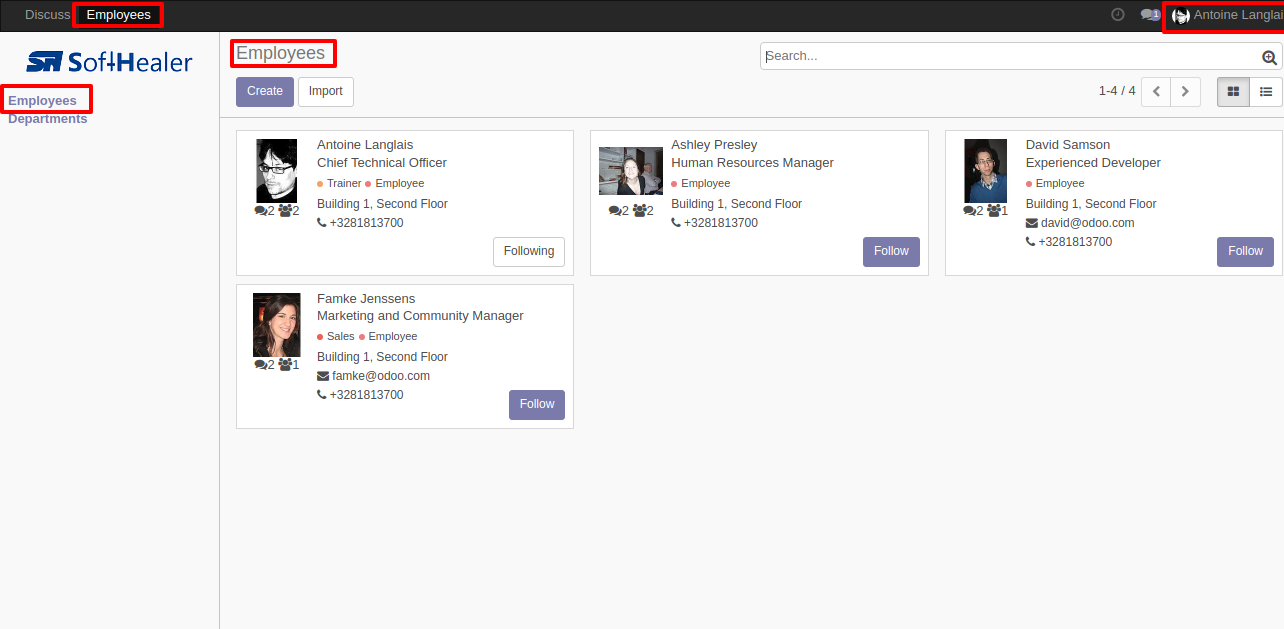 Discuss Employees 1 Antoine Langlai
SoftHealer
Employees
Departments
Employees
Search...
Create Import 1-4 / 4
Antoine Langlais
Chief Technical Officer
Trainer Employee
Building 1, Second Floor
+3281813700
2 2
Following
Ashley Presley
Human Resources Manager
Employee
Building 1, Second Floor
+3281813700
2 2
Follow
David Samson
Experienced Developer
Employee
Building 1, Second Floor
david@odoo.com
+3281813700
2 1
Follow
Famke Jenssens
Marketing and Community Manager
Sales Employee
Building 1, Second Floor
famke@odoo.com
+3281813700
2 1
Follow